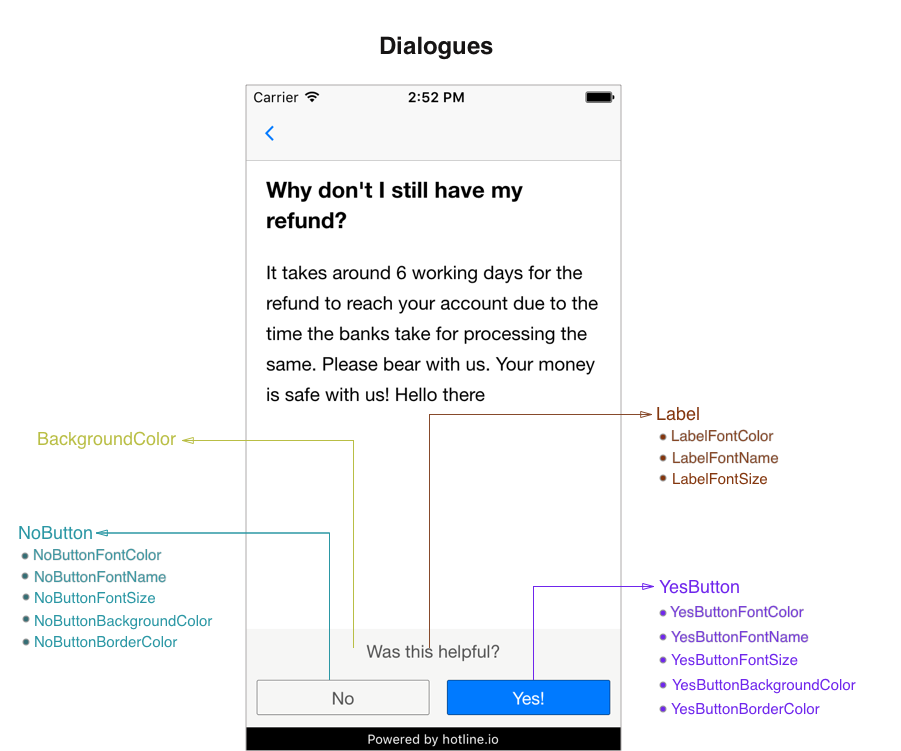 Dialogues
Carrier
2:52 PM
Why don't I still have my
refund?
It takes around 6 working days for the
refund to reach your account due to the
time the banks take for processing the
same. Please bear with us. Your money
is safe with us! Hello there
Label
LabelFontColor
LabelFontName
LabelFontSize
BackgroundColor
NoButton
NoButtonFontColor
NoButtonFontName
NoButtonFontSize
NoButtonBackgroundColor
NoButtonBorderColor
YesButton
YesButtonFontColor
YesButtonFontName
YesButtonFontSize
YesButtonBackgroundColor
YesButtonBorderColor
Was this helpful?
No
Yes!
Powered by hotline.io